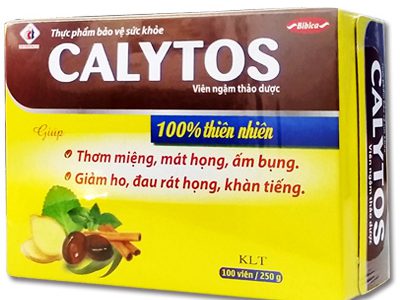 Thực phẩm bảo vệ sức khỏe
Bibica
CALYTOS
Viên ngậm thảo dược
Giúp
100% thiên nhiên
• Thơm miệng, mát họng, ấm bụng.
• Giảm ho, đau rát họng, khàn tiếng.
KLT
100 viên / 250 g
CALYTOS
Viên ngậm thảo dược